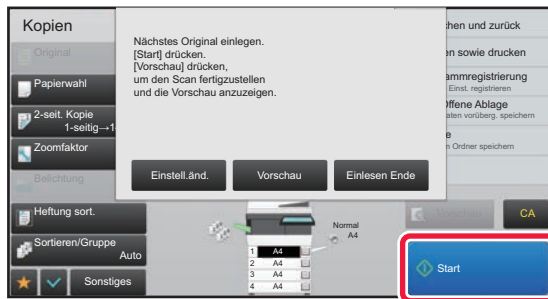 Kopien
Original
Papierwahl
2-seit. Kopie
1-seitig→1
Zoomfaktor
Belichtung
Heftung sort.
Sortieren/Gruppe
Auto
Sonstiges
Nächstes Original einlegen.
[Start] drücken.
[Vorschau] drücken,
um den Scan fertigzustellen
und die Vorschau anzuzeigen.
Einstell.änd.
Vorschau
Einlesen Ende
Normal
A4
1 A4
2 A4
3 A4
4 A4
chen und zurück
en sowie drucken
ammregistrierung
Einst. registrieren
Offene Ablage
aten vorüberg. speichern
e
n Ordner speichern
Vorschau
CA
Start